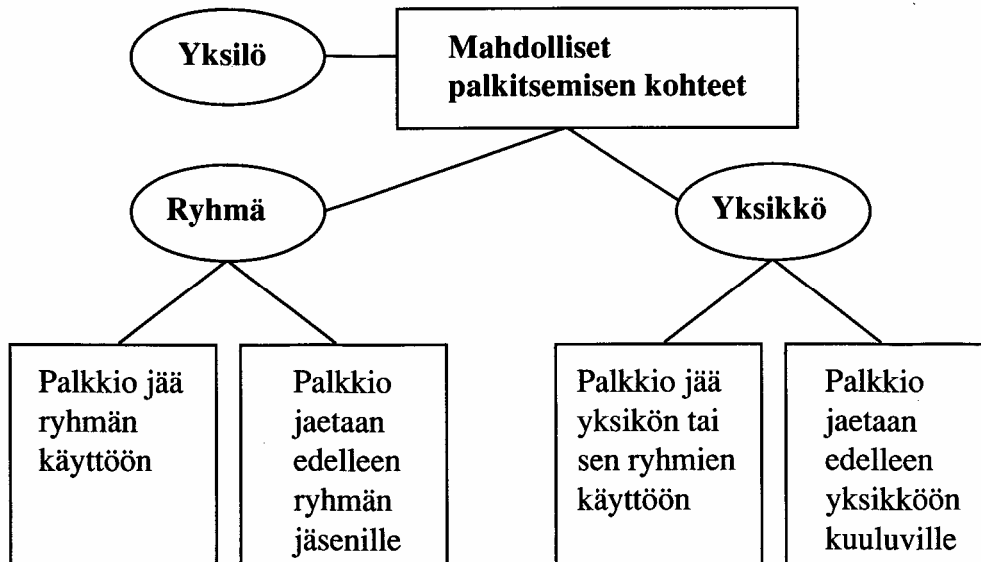 Yksilö
Mahdolliset
palkitsemisen kohteet
Ryhmä
Yksikkö
Palkkio jää
ryhmän
käyttöön
Palkkio
jaetaan
edelleen
ryhmän
jäsenille
Palkkio jää
yksikön tai
sen ryhmien
käyttöön
Palkkio
jaetaan
edelleen
yksikköön
kuuluville